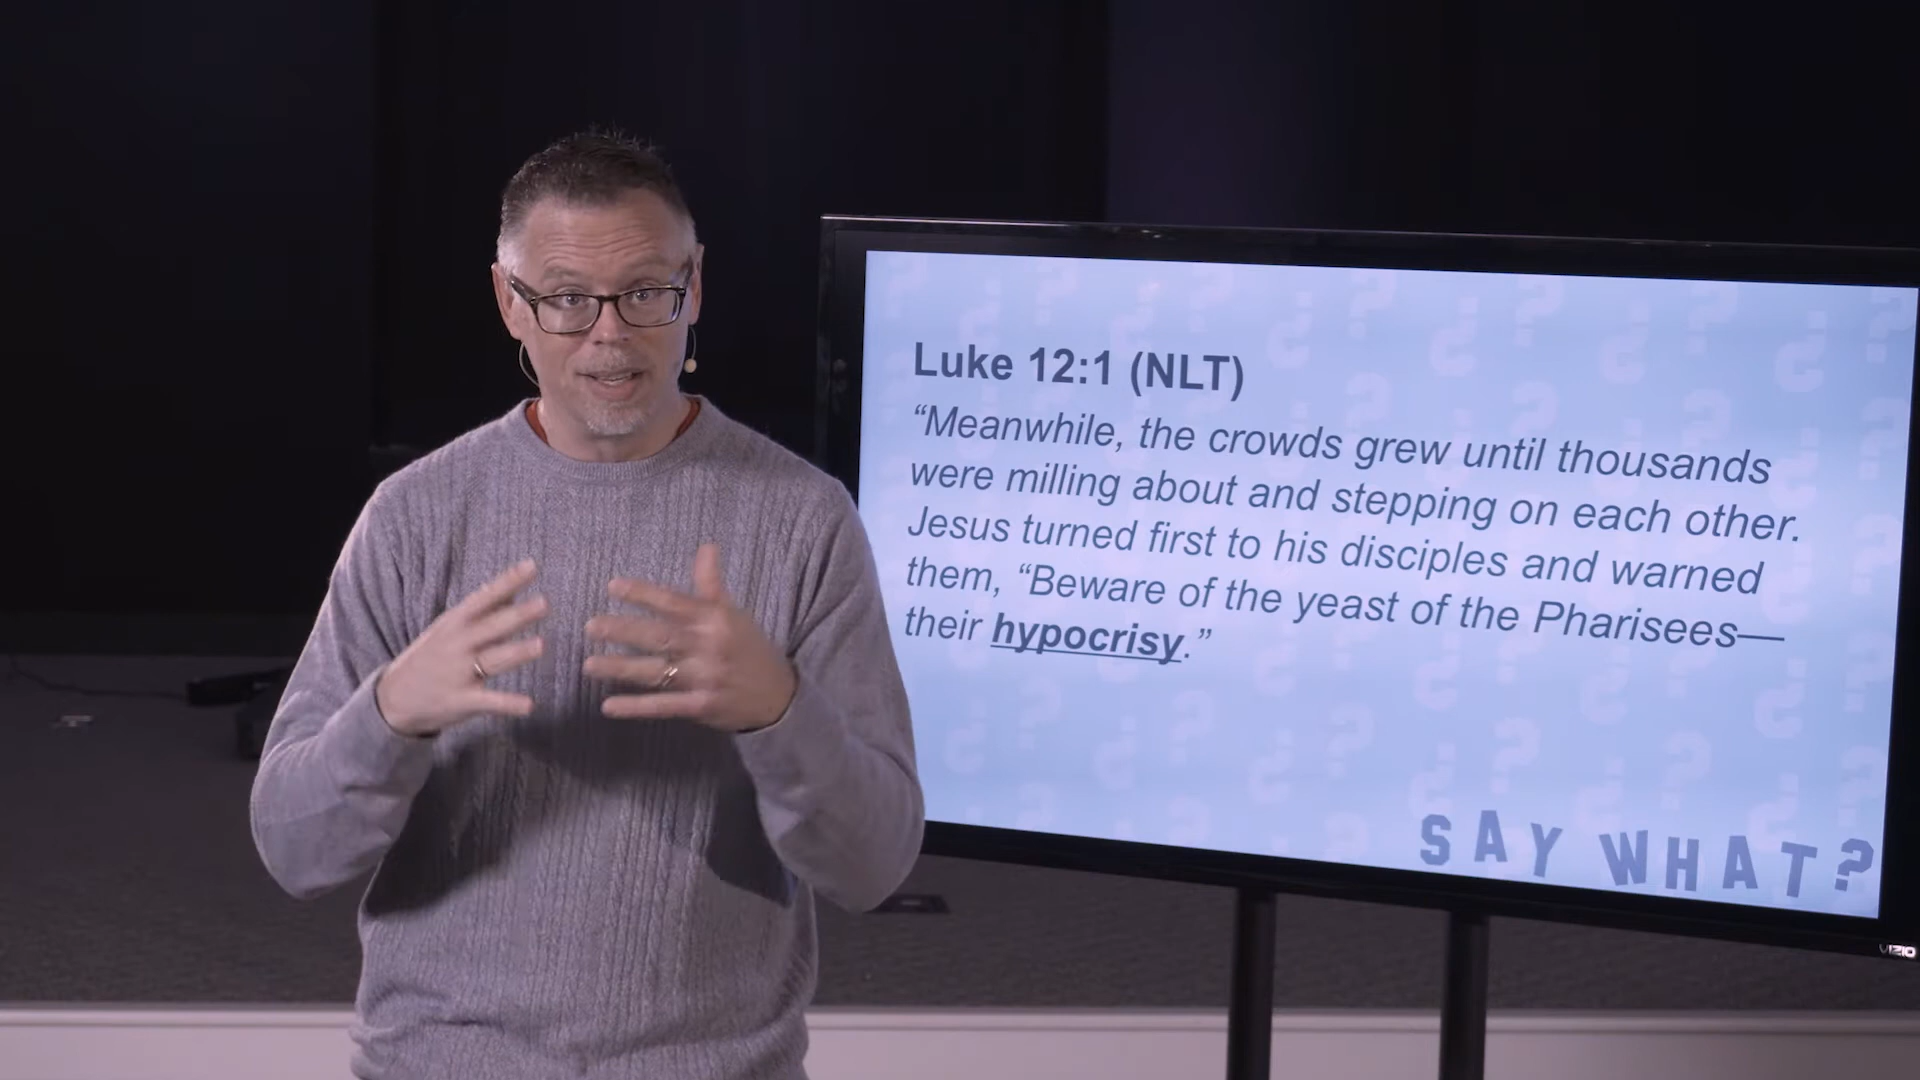 Luke 12:1 (NLT)
“Meanwhile, the crowds grew until thousands
were milling about and stepping on each other.
Jesus turned first to his disciples and warned
them, “Beware of the yeast of the Pharisees—
their hypocrisy.”
SAY WHAT?
VIZIO